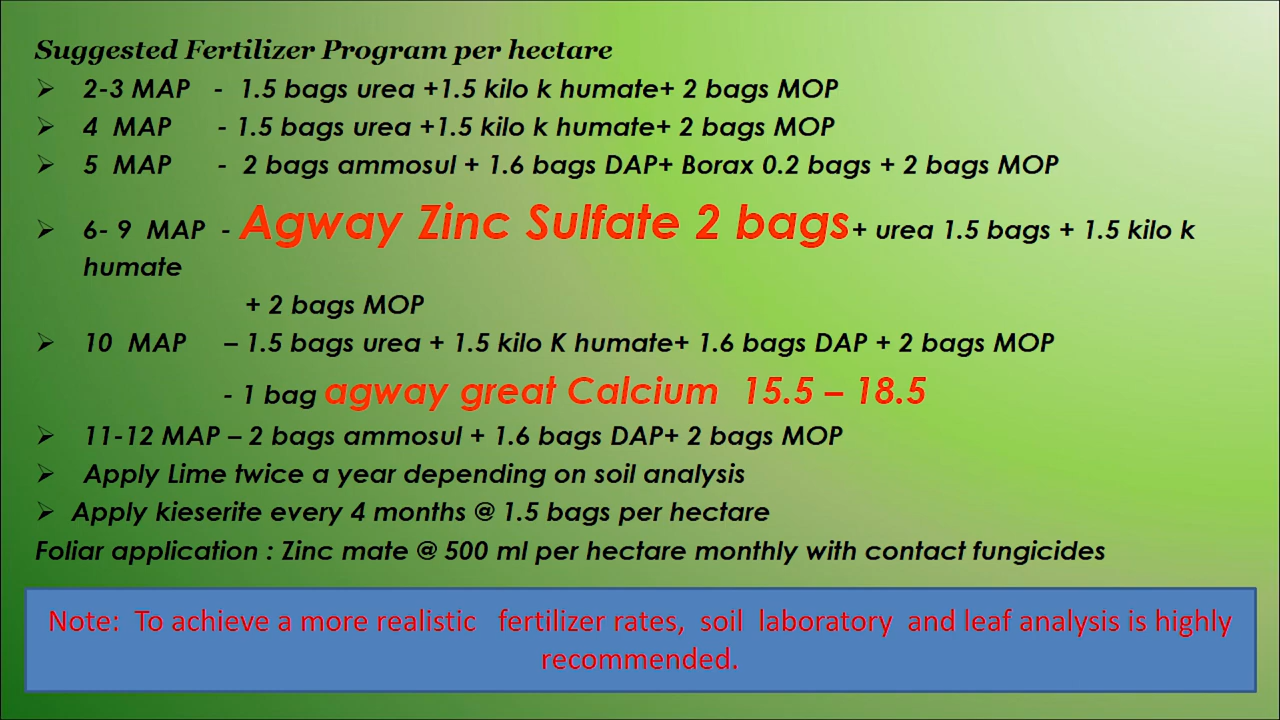 Suggested Fertilizer Program per hectare
➢ 2-3 MAP - 1.5 bags urea +1.5 kilo k humate+ 2 bags MOP
➢ 4 MAP - 1.5 bags urea +1.5 kilo k humate+ 2 bags MOP
➢ 5 MAP - 2 bags ammosul + 1.6 bags DAP+ Borax 0.2 bags + 2 bags MOP
➢ 6- 9 MAP - Agway Zinc Sulfate 2 bags+ urea 1.5 bags + 1.5 kilo k
humate
+ 2 bags MOP
➢ 10 MAP – 1.5 bags urea + 1.5 kilo K humate+ 1.6 bags DAP + 2 bags MOP
- 1 bag agway great Calcium 15.5 – 18.5
➢ 11-12 MAP – 2 bags ammosul + 1.6 bags DAP+ 2 bags MOP
➢ Apply Lime twice a year depending on soil analysis
➢ Apply kieserite every 4 months @ 1.5 bags per hectare
Foliar application : Zinc mate @ 500 ml per hectare monthly with contact fungicides
Note: To achieve a more realistic fertilizer rates, soil laboratory and leaf analysis is highly
recommended.